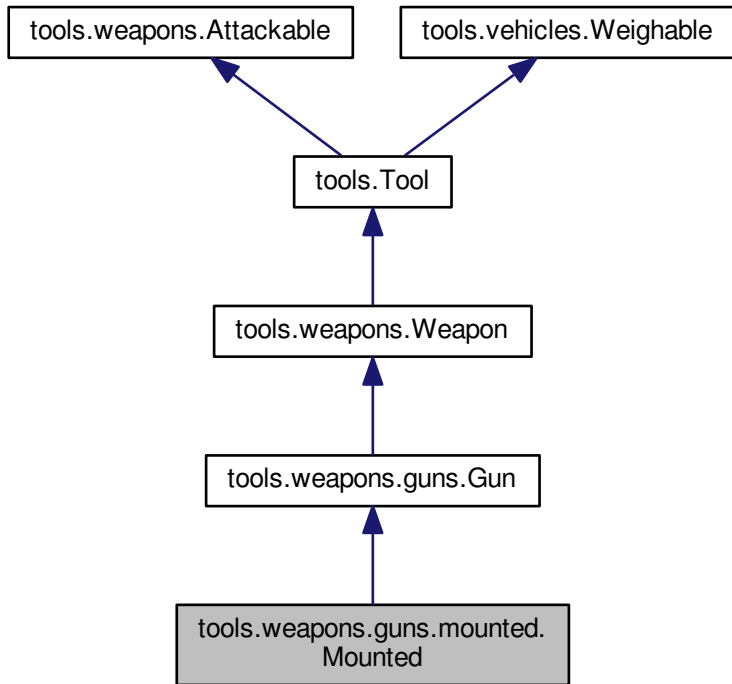 tools.weapons.Attackable
tools.vehicles.Weighable
tools.Tool
tools.weapons.Weapon
tools.weapons.guns.Gun
tools.weapons.guns.mounted.
Mounted